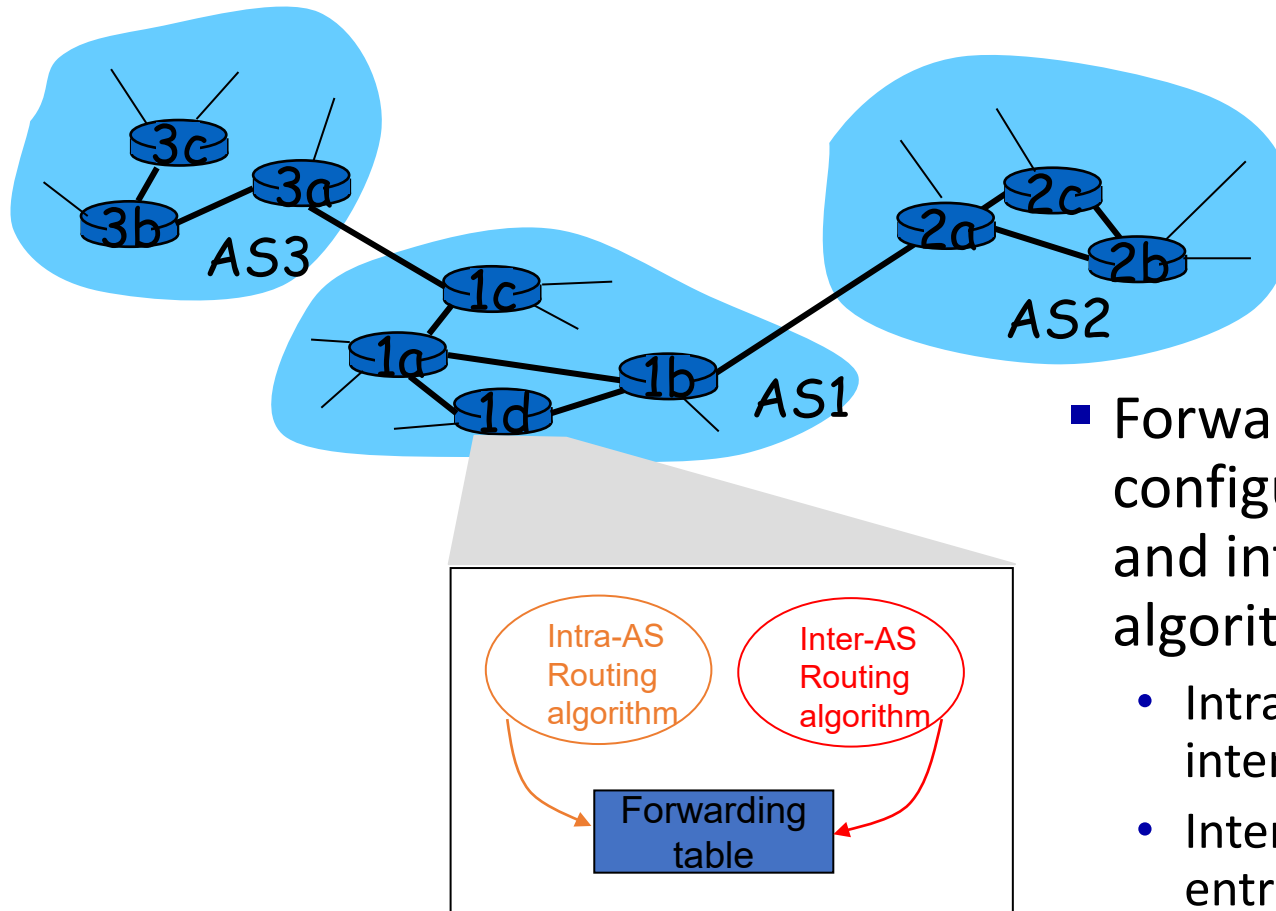 3c
3a
3b
AS3
2c
2a
2b
AS2
1c
1a
1b
1d
AS1
Intra-AS
Routing
algorithm
Inter-AS
Routing
algorithm
Forwarding
table
▪ Forwa
configu
and int
algorit
• Intra
inter
• Inter
entr